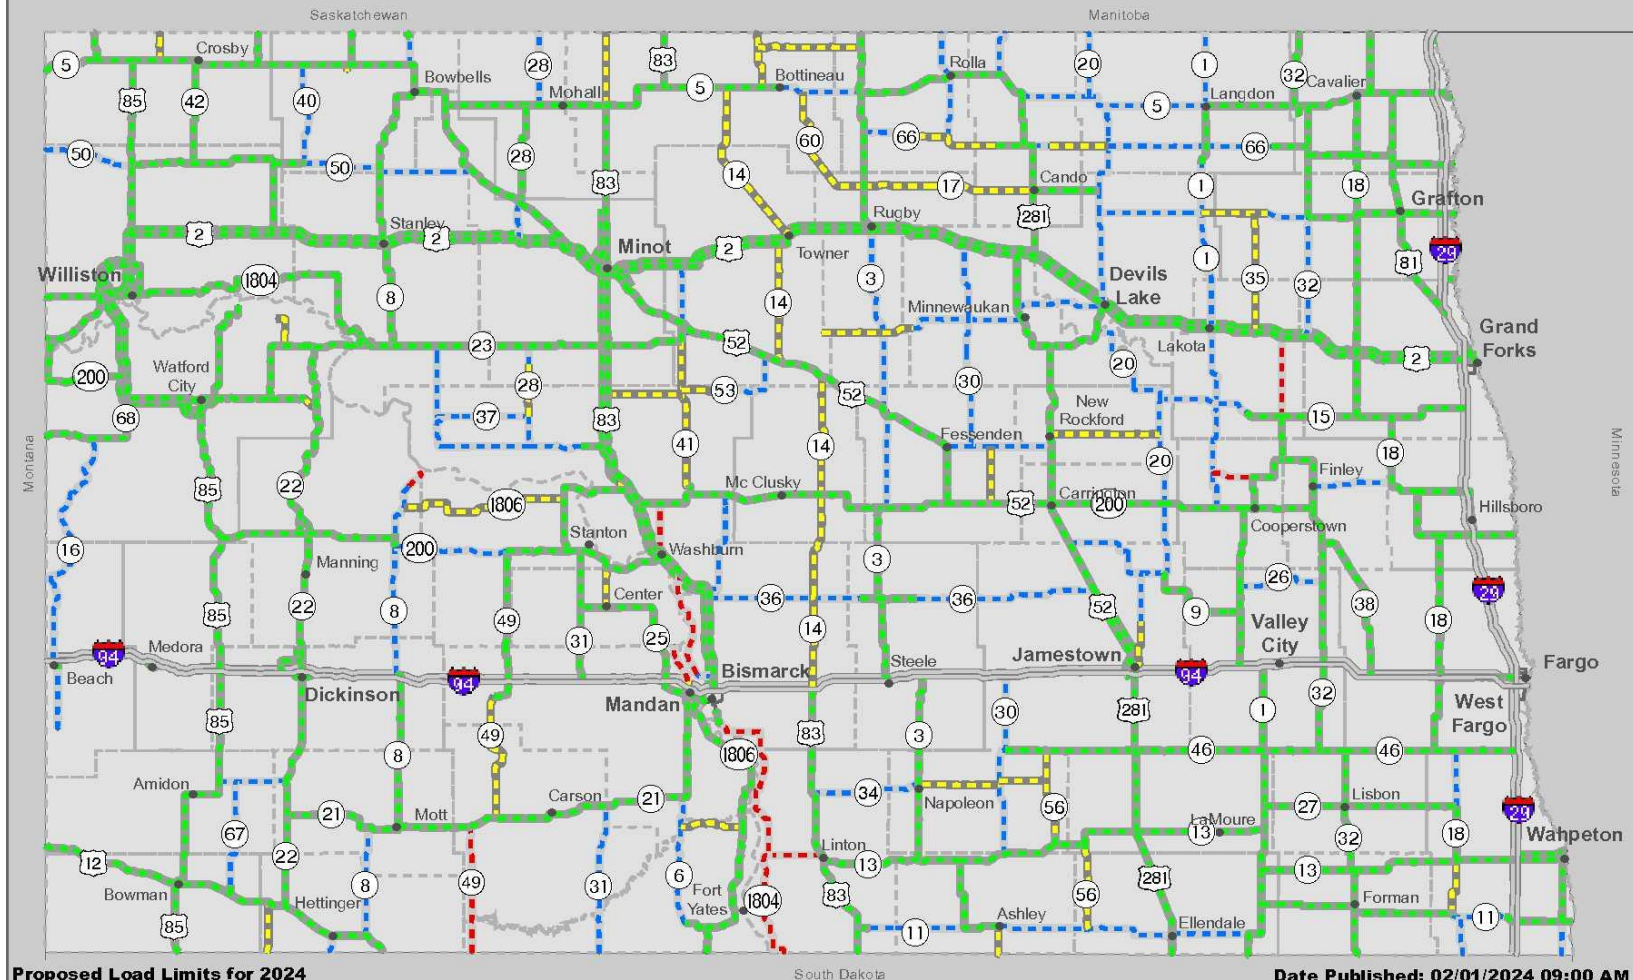 Saskatchewan
Manitoba
5
Crosby
83
28
Rolla
20
1
32
Cavalier
Bowbells
Bottineau
85
42
40
Mohall
5
5
Langdon
66
60
66
50
28
50
14
83
17
Cando
1
18
Grafton
281
2
Stanley
2
Rugby
Minot
2
Towner
29
Williston
1804
1
81
3
35
32
Devils
Lake
8
14
Minnewaukan
Grand
Forks
52
23
Lakota
2
Watford
City
200
20
28
30
53
52
New
Rockford
68
37
83
15
Montana
Minnesota
41
14
Fessenden
18
20
Finley
22
85
Mc Clusky
1806
52
Carrington
200
Hillsboro
Cooperstown
Stanton
16
200
Washburn
3
Manning
26
29
Center
36
36
22
8
52
9
38
85
49
14
18
31
25
Valley
City
94
Medora
Steele
Jamestown
Fargo
Beach
94
Bismarck
94
Dickinson
32
Mandan
West
Fargo
30
281
1
85
49
83
3
46
46
8
1806
Amidon
34
Carson
21
Napoleon
56
27
Lisbon
29
21
Mott
67
LaMoure
13
32
18
Wahpeton
Linton
12
22
13
13
8
49
31
6
281
Bowman
Fort
Yates
83
56
Forman
Hettinger
1804
85
11
Ashley
Ellendale
11
Proposed Load Limits for 2024
South Dakota
Date Published: 02/01/2024 09:00 AM